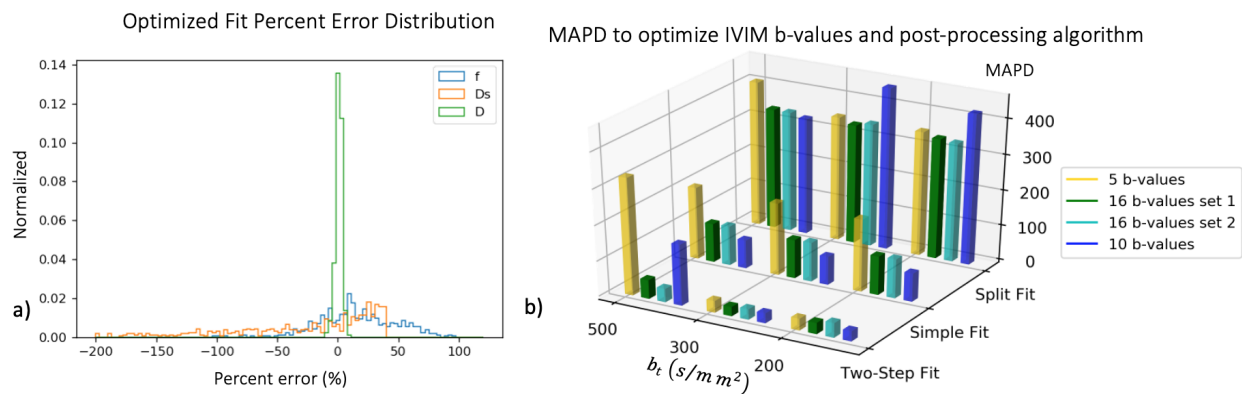 Optimized Fit Percent Error Distribution
0.14
0.12
0.10
0.08
0.06
0.04
0.02
0.00
Normalized
f
Ds
D
a)
−200
−150
−100
−50
0
50
100
Percent error (%)
MAPD to optimize IVIM b-values and post-processing algorithm
MAPD
400
300
200
100
0
5 b-values
16 b-values set 1
16 b-values set 2
10 b-values
b)
500
300
200
b_t (s/m m²)
Split Fit
Simple Fit
Two-Step Fit